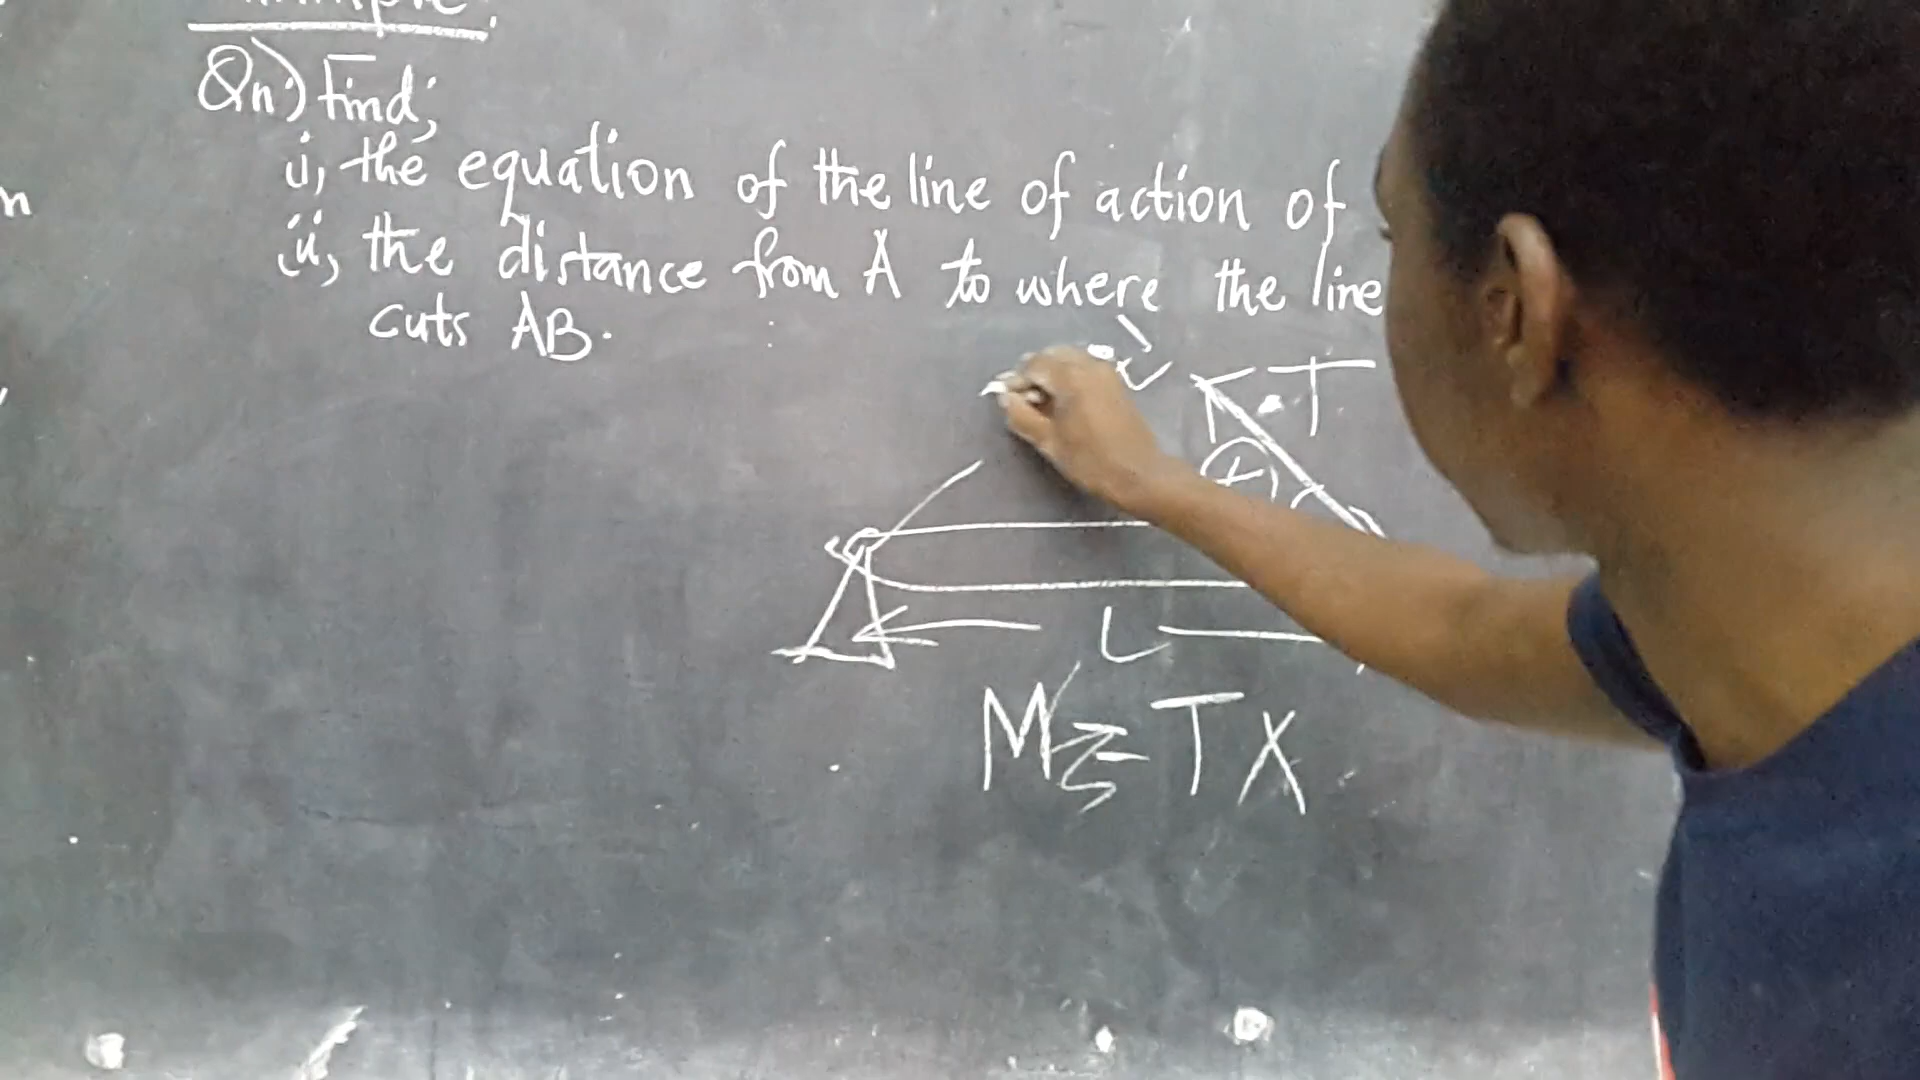 Qn) Find;
i, the equation of the line of action of
ii, the distance from A to where the line
cuts AB.
T
L
M = T x